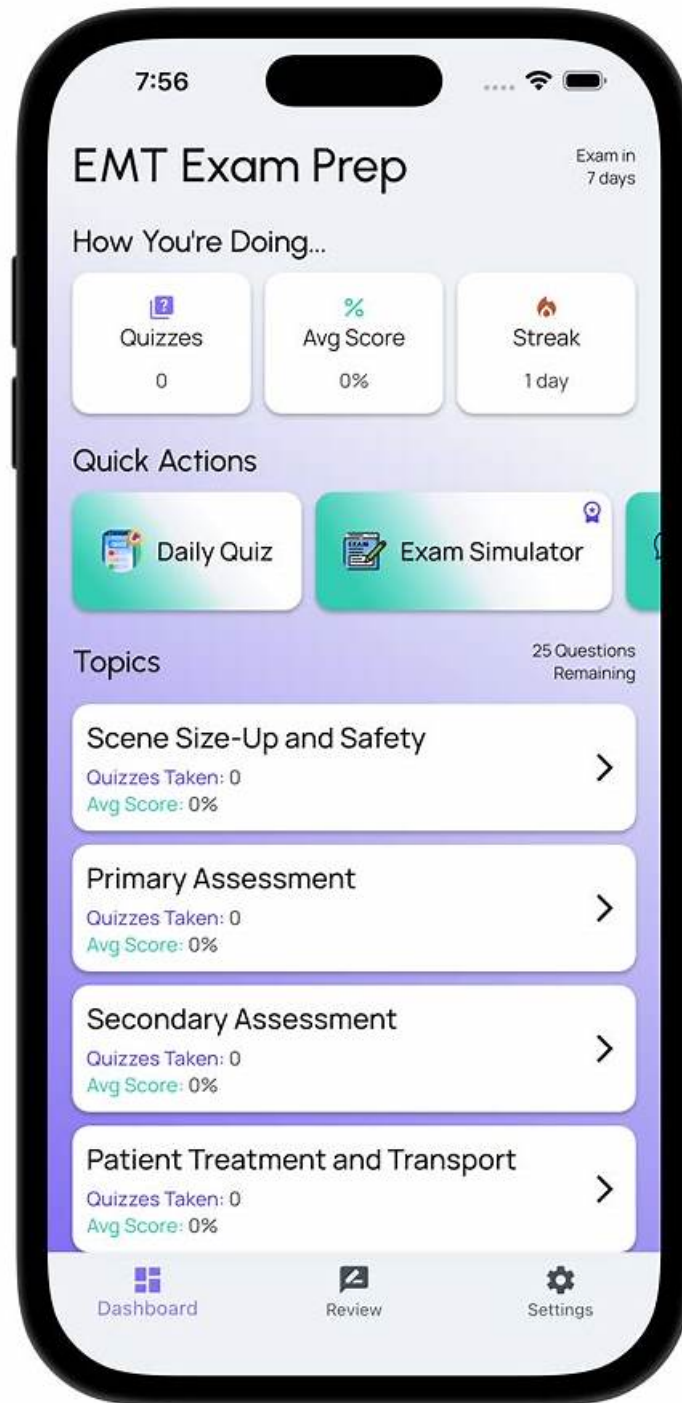 7:56
EMT Exam Prep
Exam in
7 days
How You're Doing...
Quizzes
0
Avg Score
0%
Streak
1 day
Quick Actions
Daily Quiz
Exam Simulator
Topics
25 Questions
Remaining
Scene Size-Up and Safety
Quizzes Taken: 0
Avg Score: 0%
Primary Assessment
Quizzes Taken: 0
Avg Score: 0%
Secondary Assessment
Quizzes Taken: 0
Avg Score: 0%
Patient Treatment and Transport
Quizzes Taken: 0
Avg Score: 0%
Dashboard
Review
Settings